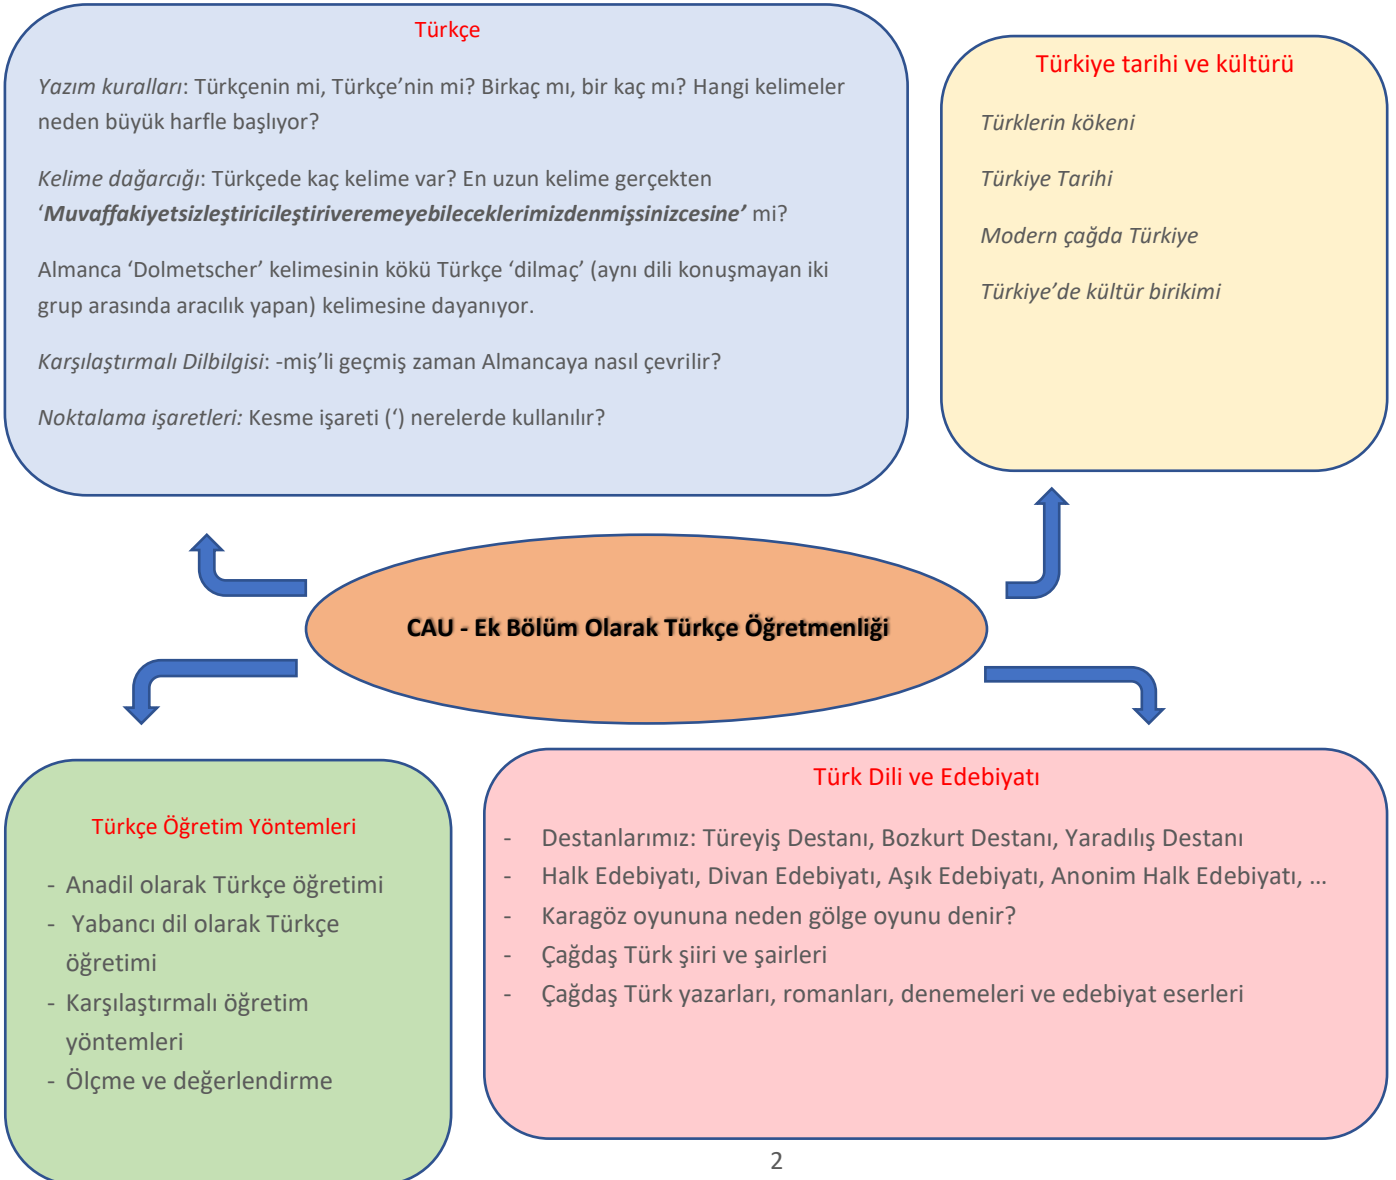 Türkçe
Yazım kuralları: Türkçenin mi, Türkçe’nin mi? Birkaç mı, bir kaç mı? Hangi kelimeler
neden büyük harfle başlıyor?
Kelime dağarcığı: Türkçede kaç kelime var? En uzun kelime gerçekten
‘Muvaffakiyetsizleştiricileştiriveremeyebileceklerimizdenmişsinizcesine’ mi?
Almanca ‘Dolmetscher’ kelimesinin kökü Türkçe ‘dilmaç’ (aynı dili konuşmayan iki
grup arasında aracılık yapan) kelimesine dayanıyor.
Karşılaştırmalı Dilbilgisi: -miş’li geçmiş zaman Almancaya nasıl çevrilir?
Noktalama işaretleri: Kesme işareti (‘) nerelerde kullanılır?
Türkiye tarihi ve kültürü
Türklerin kökeni
Türkiye Tarihi
Modern çağda Türkiye
Türkiye’de kültür birikimi
CAU - Ek Bölüm Olarak Türkçe Öğretmenliği
Türkçe Öğretim Yöntemleri
- Anadil olarak Türkçe öğretimi
- Yabancı dil olarak Türkçe
öğretimi
- Karşılaştırmalı öğretim
yöntemleri
- Ölçme ve değerlendirme
Türk Dili ve Edebiyatı
- Destanlarımız: Türeyiş Destanı, Bozkurt Destanı, Yaradılış Destanı
- Halk Edebiyatı, Divan Edebiyatı, Aşık Edebiyatı, Anonim Halk Edebiyatı, …
- Karagöz oyununa neden gölge oyunu denir?
- Çağdaş Türk şiiri ve şairleri
- Çağdaş Türk yazarları, romanları, denemeleri ve edebiyat eserleri
2